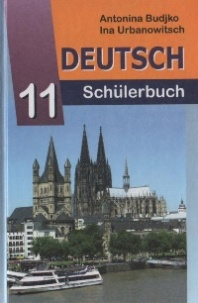 Antonina Budjko
Ina Urbanowitsch
DEUTSCH
11 Schülerbuch